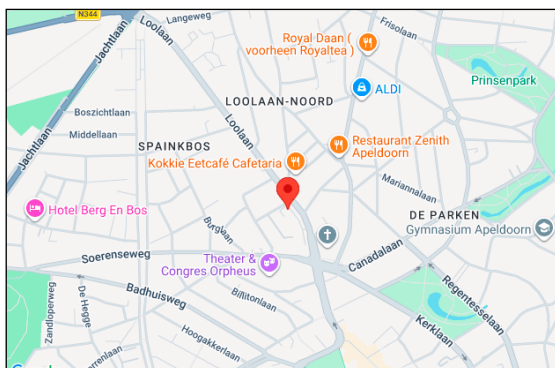 N344
Langeweg
Loolaan
Royal Daan (
voorheen Royaltea )
Frisolaan
Jachtlaan
ALDI
Prinsenpark
LOOLAAN-NOORD
Boszichtlaan
Middellaan
Loolaan
SPAINKBOS
Restaurant Zenith
Apeldoorn
Kokkie Eetcafé Cafetaria
Jachtlaan
Mariannalaan
Hotel Berg En Bos
DE PARKEN
Gymnasium Apeldoorn
Burglaan
Soerenseweg
Theater &
Congres Orpheus
Canadalaan
Badhuisweg
Zandloperweg
De Hegge
Billitonlaan
Regentesselaan
Kerklaan
Hoogakkerlaan